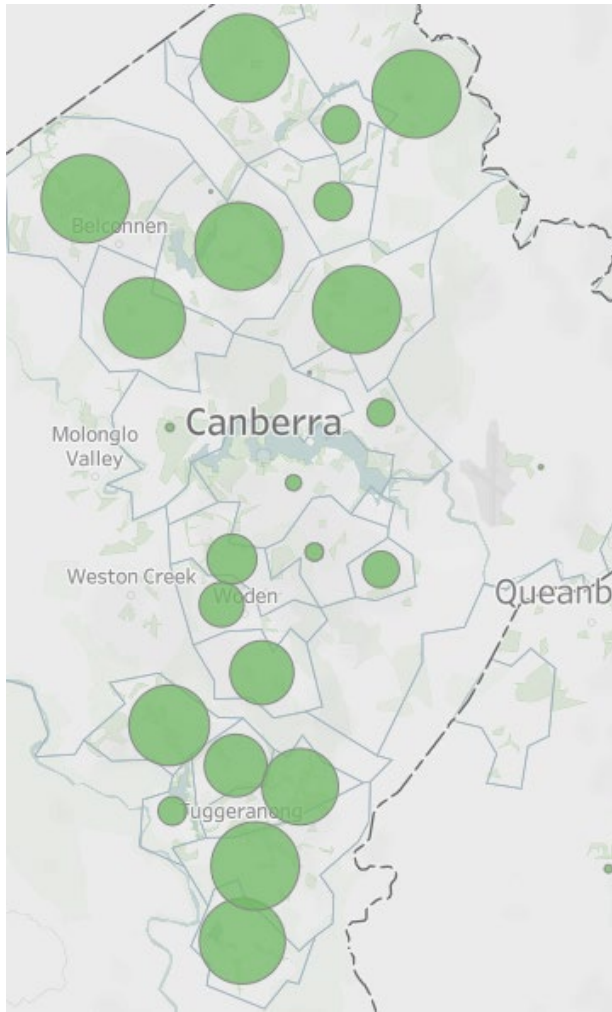 Belconnen
Canberra
Molonglo
Valley
Weston Creek
Woden
Queanb
Tuggeranong